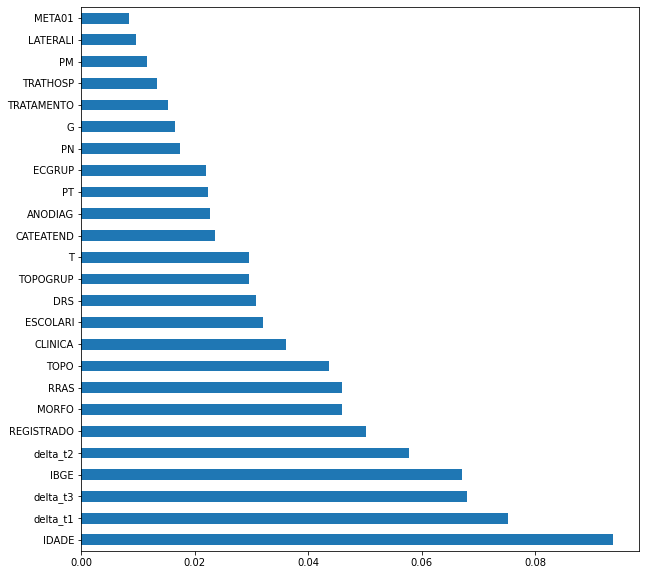 META01
LATERALI
PM
TRATHOSP
TRATAMENTO
G
PN
ECGRUP
PT
ANODIAG
CATEATEND
T
TOPOGRUP
DRS
ESCOLARI
CLINICA
TOPO
RRAS
MORFO
REGISTRADO
delta_t2
IBGE
delta_t3
delta_t1
IDADE
0.00 0.02 0.04 0.06 0.08